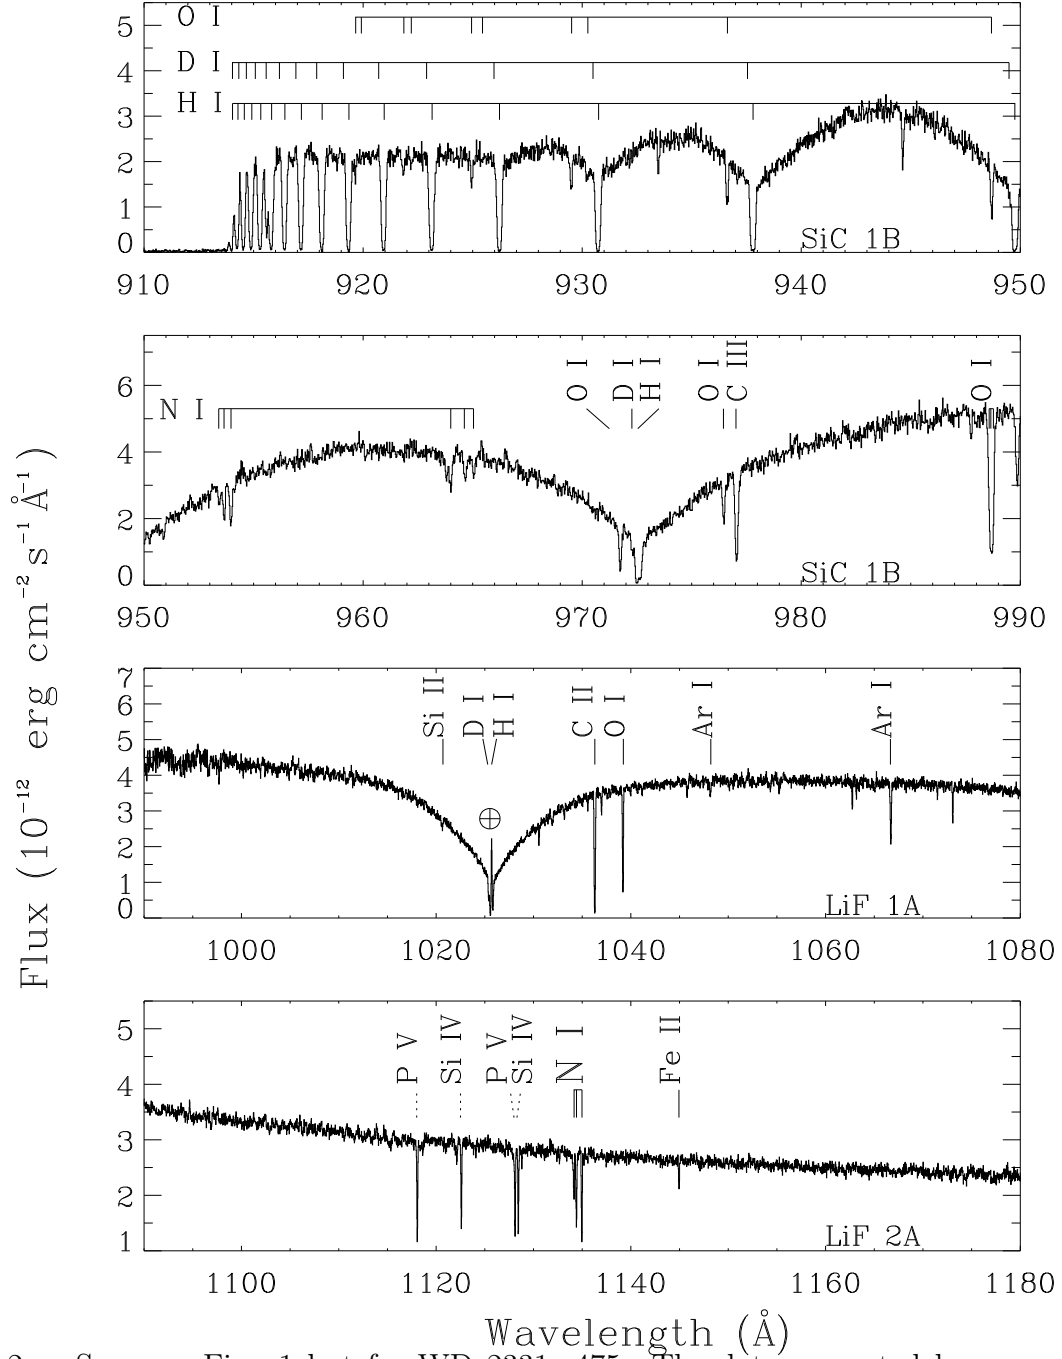 5
4
3
2
1
0
O I
D I
H I
SiC 1B
910 920 930 940 950
6
4
2
0
N I
O I
D I
H I
O I
C III
O I
SiC 1B
950 960 970 980 990
7
6
5
4
3
2
1
0
Si II
D I
H I
C II
O I
Ar I
Ar I
⊕
LiF 1A
1000 1020 1040 1060 1080
5
4
3
2
1
P V
Si IV
P V
Si IV
N I
Fe II
LiF 2A
1100 1120 1140 1160 1180
Wavelength (Å)
Flux (10⁻¹² erg cm⁻² s⁻¹ Å⁻¹)